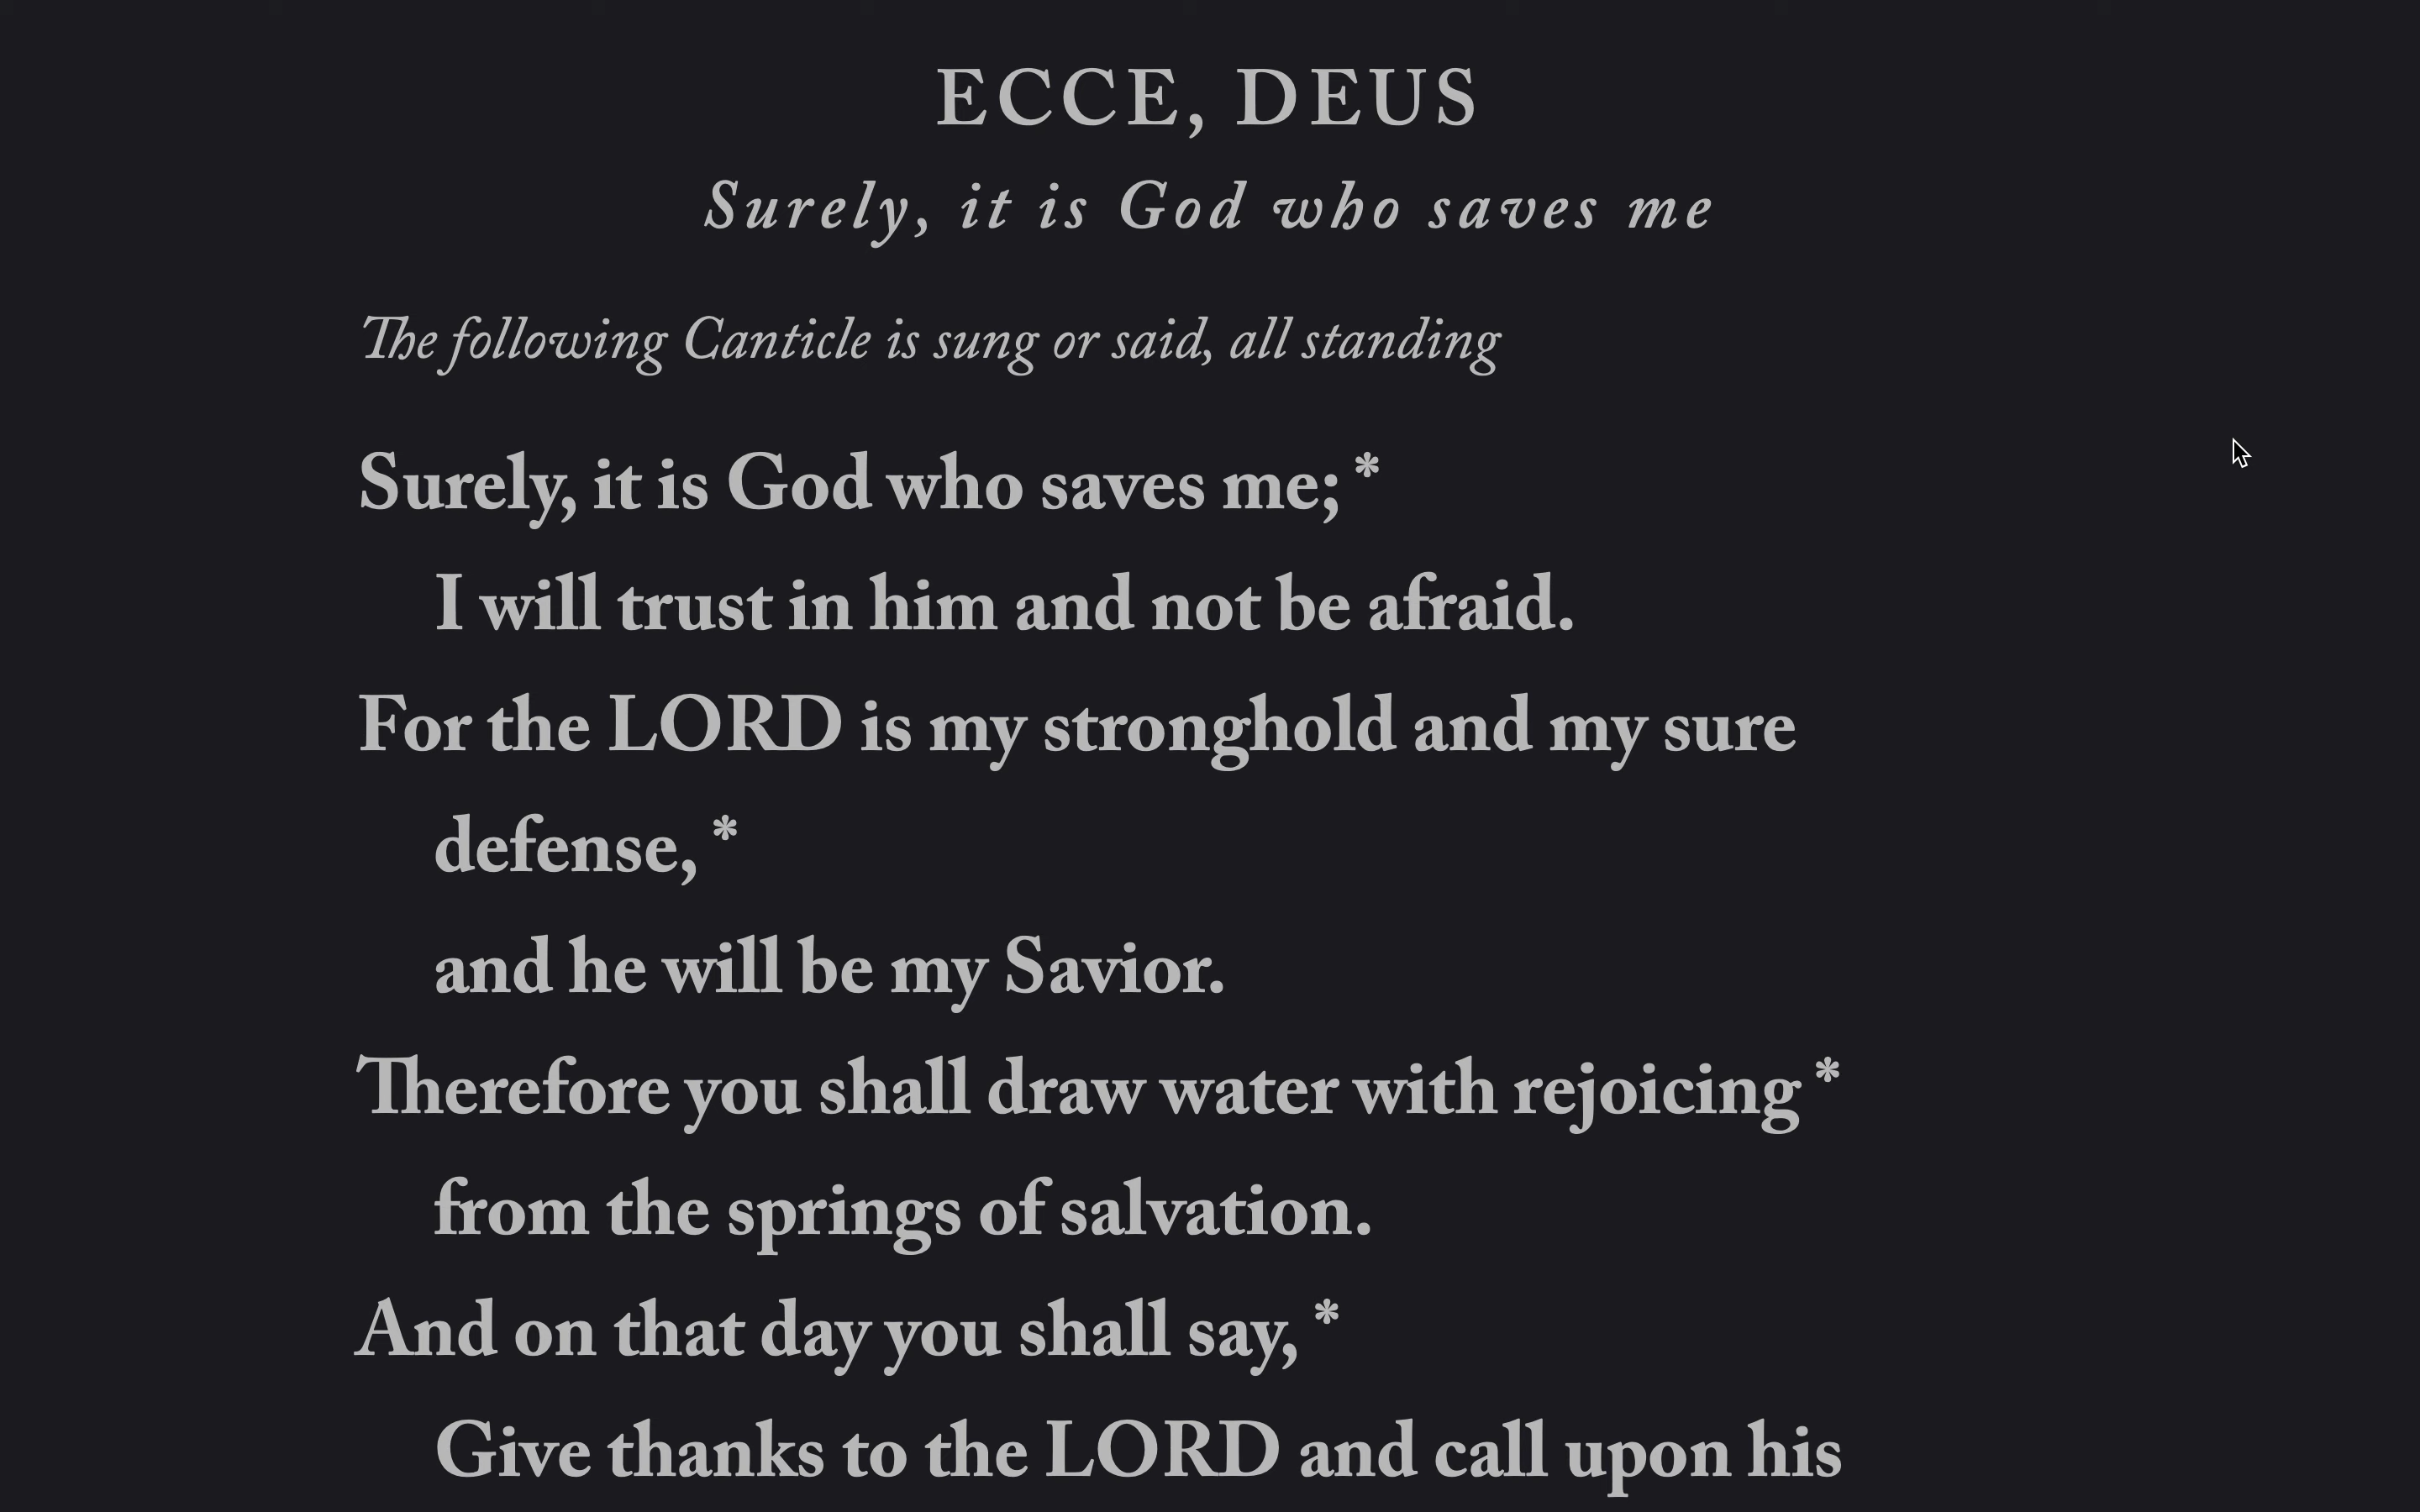 ECCE, DEUS
Surely, it is God who saves me
The following Canticle is sung or said, all standing
Surely, it is God who saves me; *
I will trust in him and not be afraid.
For the LORD is my stronghold and my sure
defense, *
and he will be my Savior.
Therefore you shall draw water with rejoicing *
from the springs of salvation.
And on that day you shall say, *
Give thanks to the LORD and call upon his